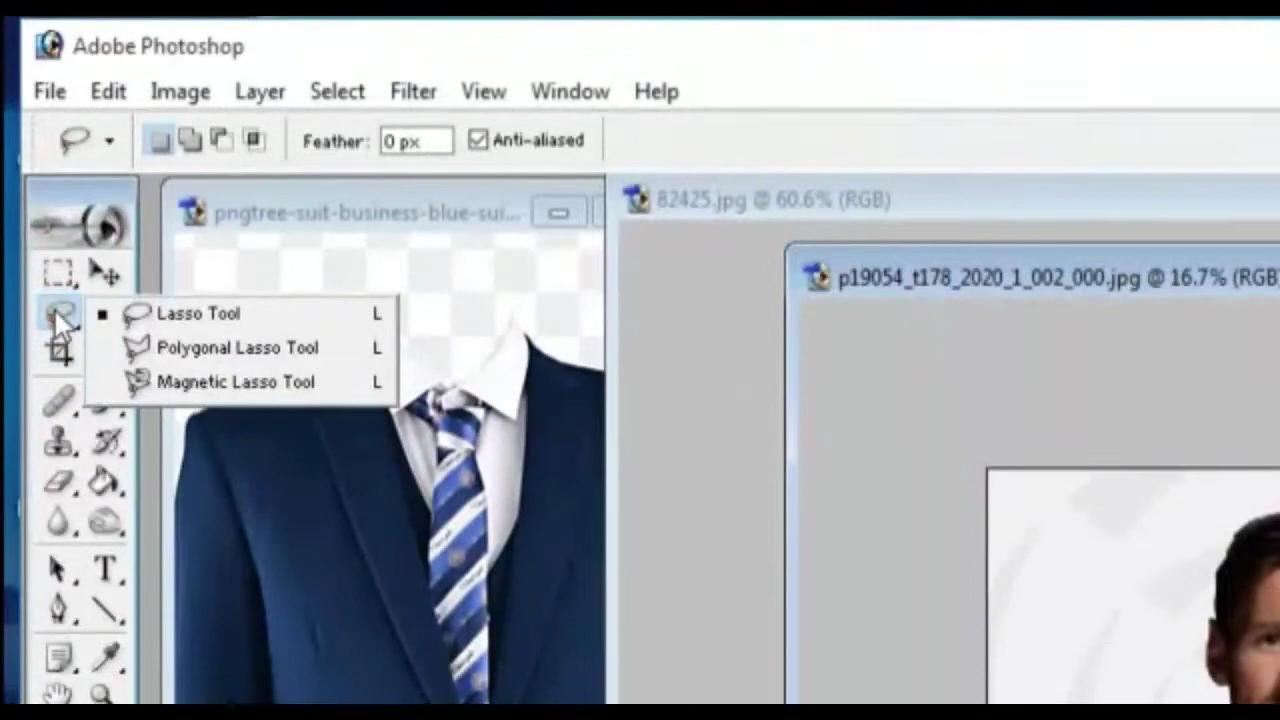 Adobe Photoshop
File Edit Image Layer Select Filter View Window Help
Feather: 0 px Anti-aliased
pngtree-suit-business-blue-sui...
82425.jpg @ 60.6% (RGB)
p19054_t178_2020_1_002_000.jpg @ 16.7% (RGB
Lasso Tool L
Polygonal Lasso Tool L
Magnetic Lasso Tool L